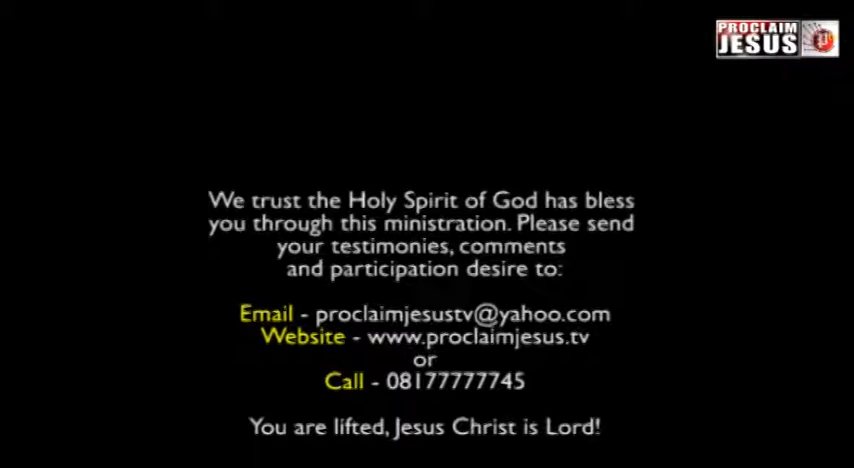 PROCLAIM
JESUS
We trust the Holy Spirit of God has bless
you through this ministration. Please send
your testimonies, comments
and participation desire to:
Email - proclaimjesustv@yahoo.com
Website - www.proclaimjesus.tv
or
Call - 08177777745
You are lifted, Jesus Christ is Lord!